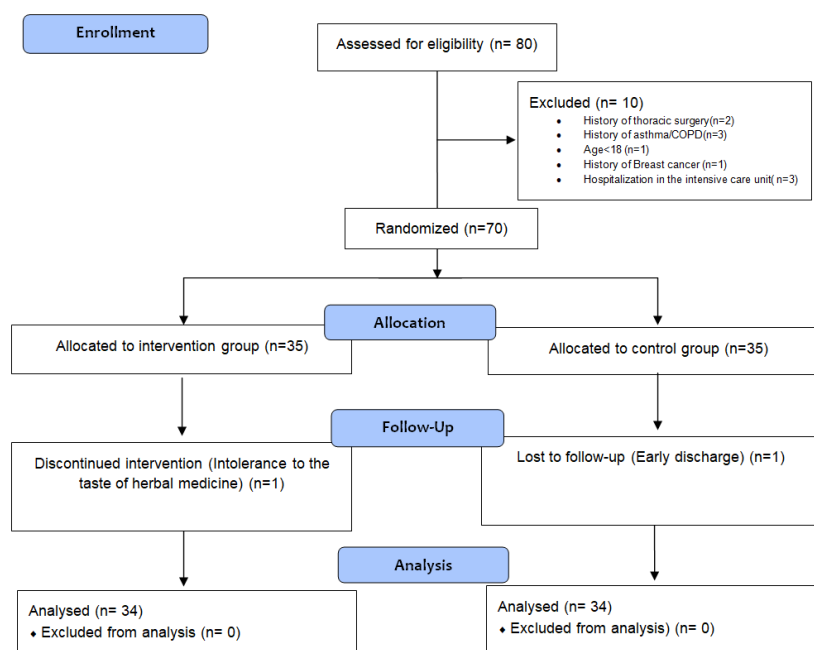 Enrollment
Assessed for eligibility (n= 80)
Excluded (n= 10)
• History of thoracic surgery(n=2)
• History of asthma/COPD(n=3)
• Age<18 (n=1)
• History of Breast cancer (n=1)
• Hospitalization in the intensive care unit( n=3)
Randomized (n=70)
Allocation
Allocated to intervention group (n=35)
Allocated to control group (n=35)
Follow-Up
Discontinued intervention (Intolerance to the
taste of herbal medicine) (n=1)
Lost to follow-up (Early discharge) (n=1)
Analysis
Analysed (n= 34)
♦ Excluded from analysis (n= 0)
Analysed (n= 34)
♦ Excluded from analysis) (n= 0)